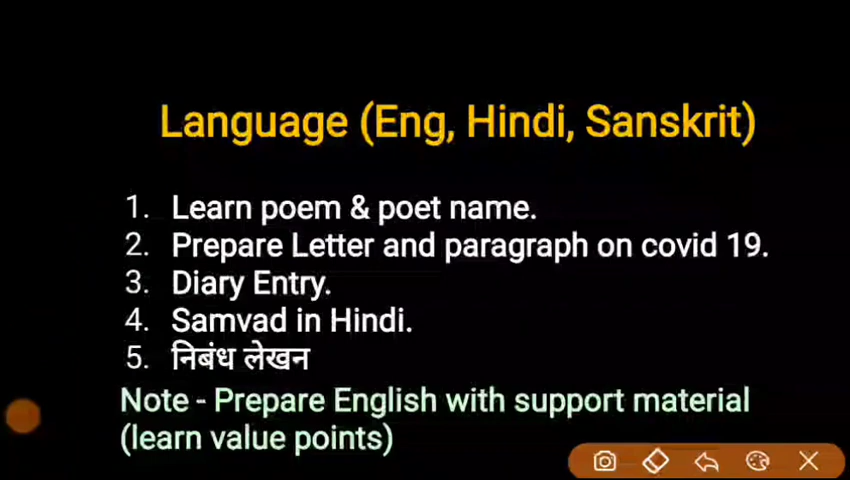 Language (Eng, Hindi, Sanskrit)
1. Learn poem & poet name.
2. Prepare Letter and paragraph on covid 19.
3. Diary Entry.
4. Samvad in Hindi.
5. निबंध लेखन
Note - Prepare English with support material
(learn value points)